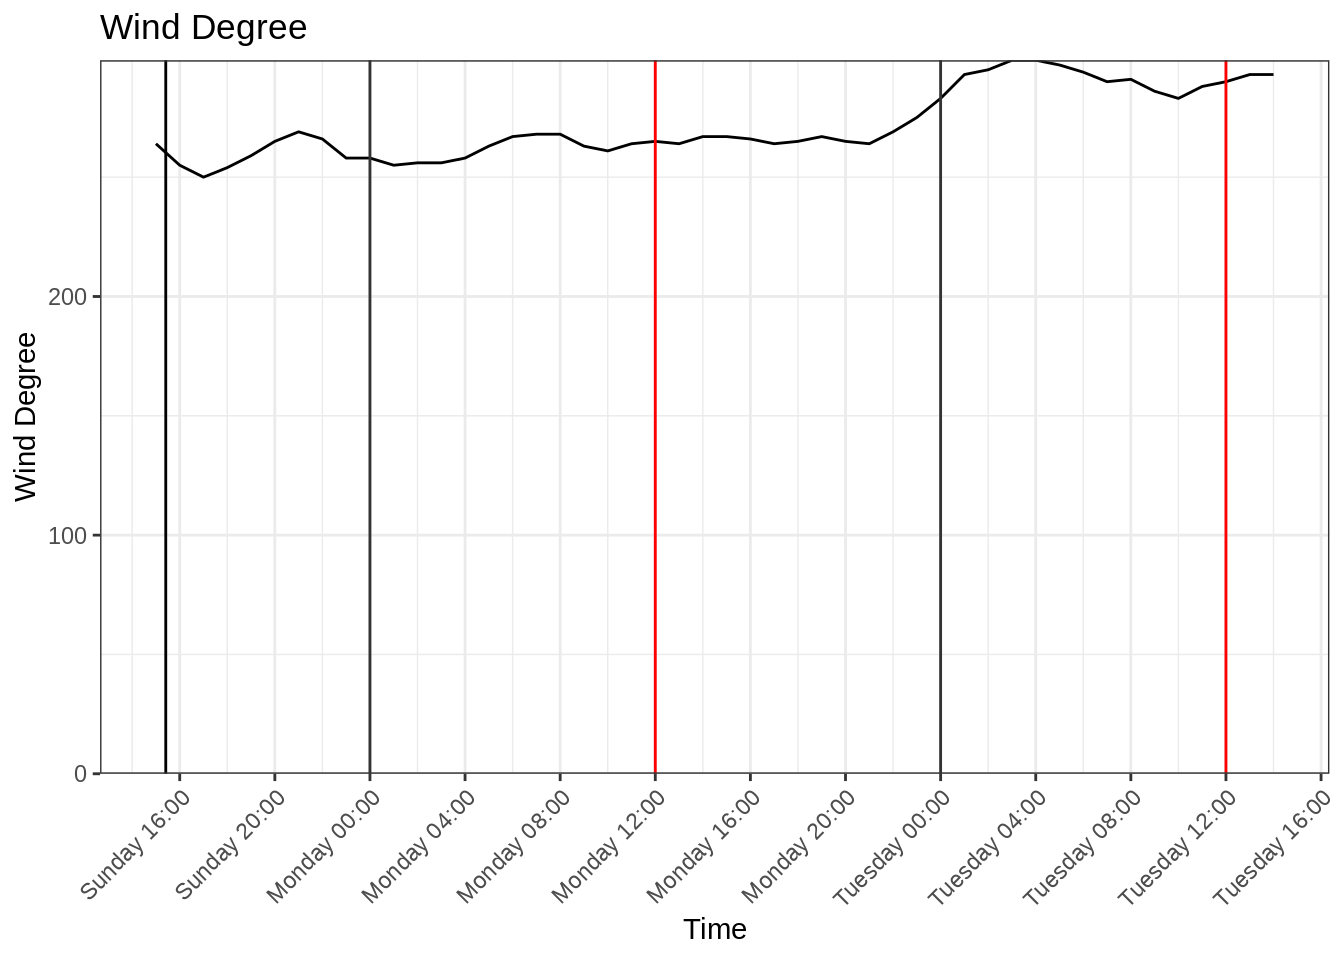 Wind Degree
Wind Degree
200
100
0
Sunday 16:00
Sunday 20:00
Monday 00:00
Monday 04:00
Monday 08:00
Monday 12:00
Monday 16:00
Monday 20:00
Tuesday 00:00
Tuesday 04:00
Tuesday 08:00
Tuesday 12:00
Tuesday 16:00
Time